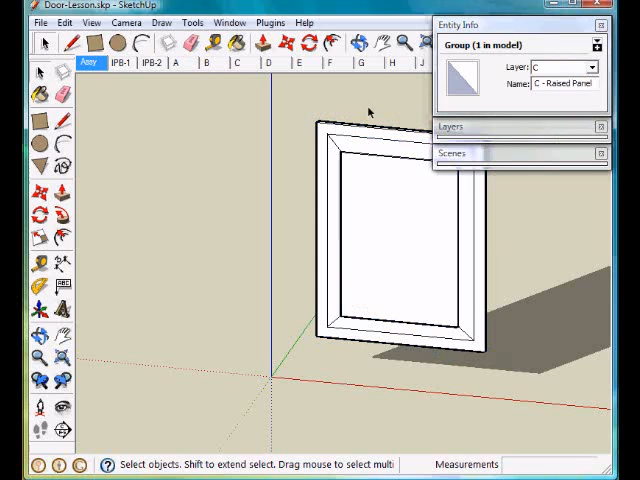 Door-Lesson.skp - SketchUp
File Edit View Camera Draw Tools Window Plugins Help
Entity Info
Group (1 in model)
Layer: C
Name: C - Raised Panel
Layers
Scenes
Assy IPB-1 IPB-2 A B C D E F G H J
Select objects. Shift to extend select. Drag mouse to select multi
Measurements